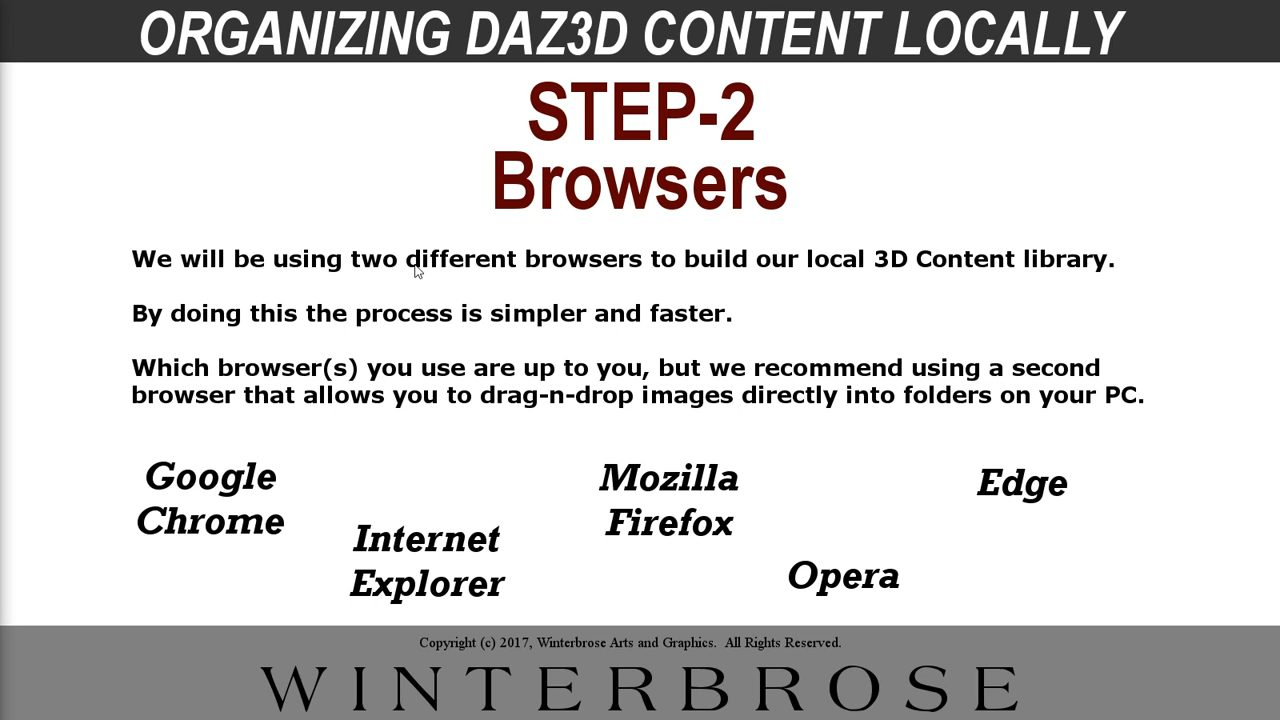 ORGANIZING DAZ3D CONTENT LOCALLY
STEP-2
Browsers
We will be using two different browsers to build our local 3D Content library.
By doing this the process is simpler and faster.
Which browser(s) you use are up to you, but we recommend using a second
browser that allows you to drag-n-drop images directly into folders on your PC.
Google
Chrome
Internet
Explorer
Mozilla
Firefox
Opera
Edge
Copyright (c) 2017, Winterbrose Arts and Graphics. All Rights Reserved.
WINTERBROSE